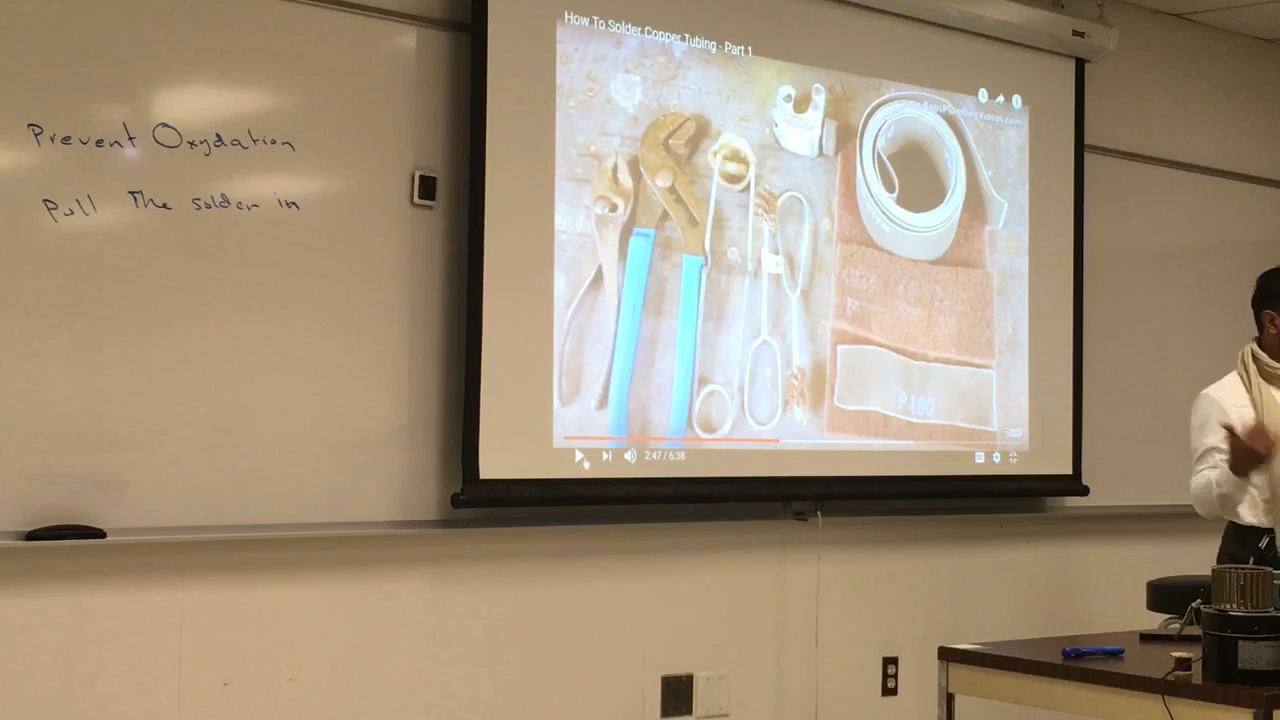 How To Solder Copper Tubing - Part 1
Prevent Oxydation
Pull The solder in
P180
2:47 / 6:38